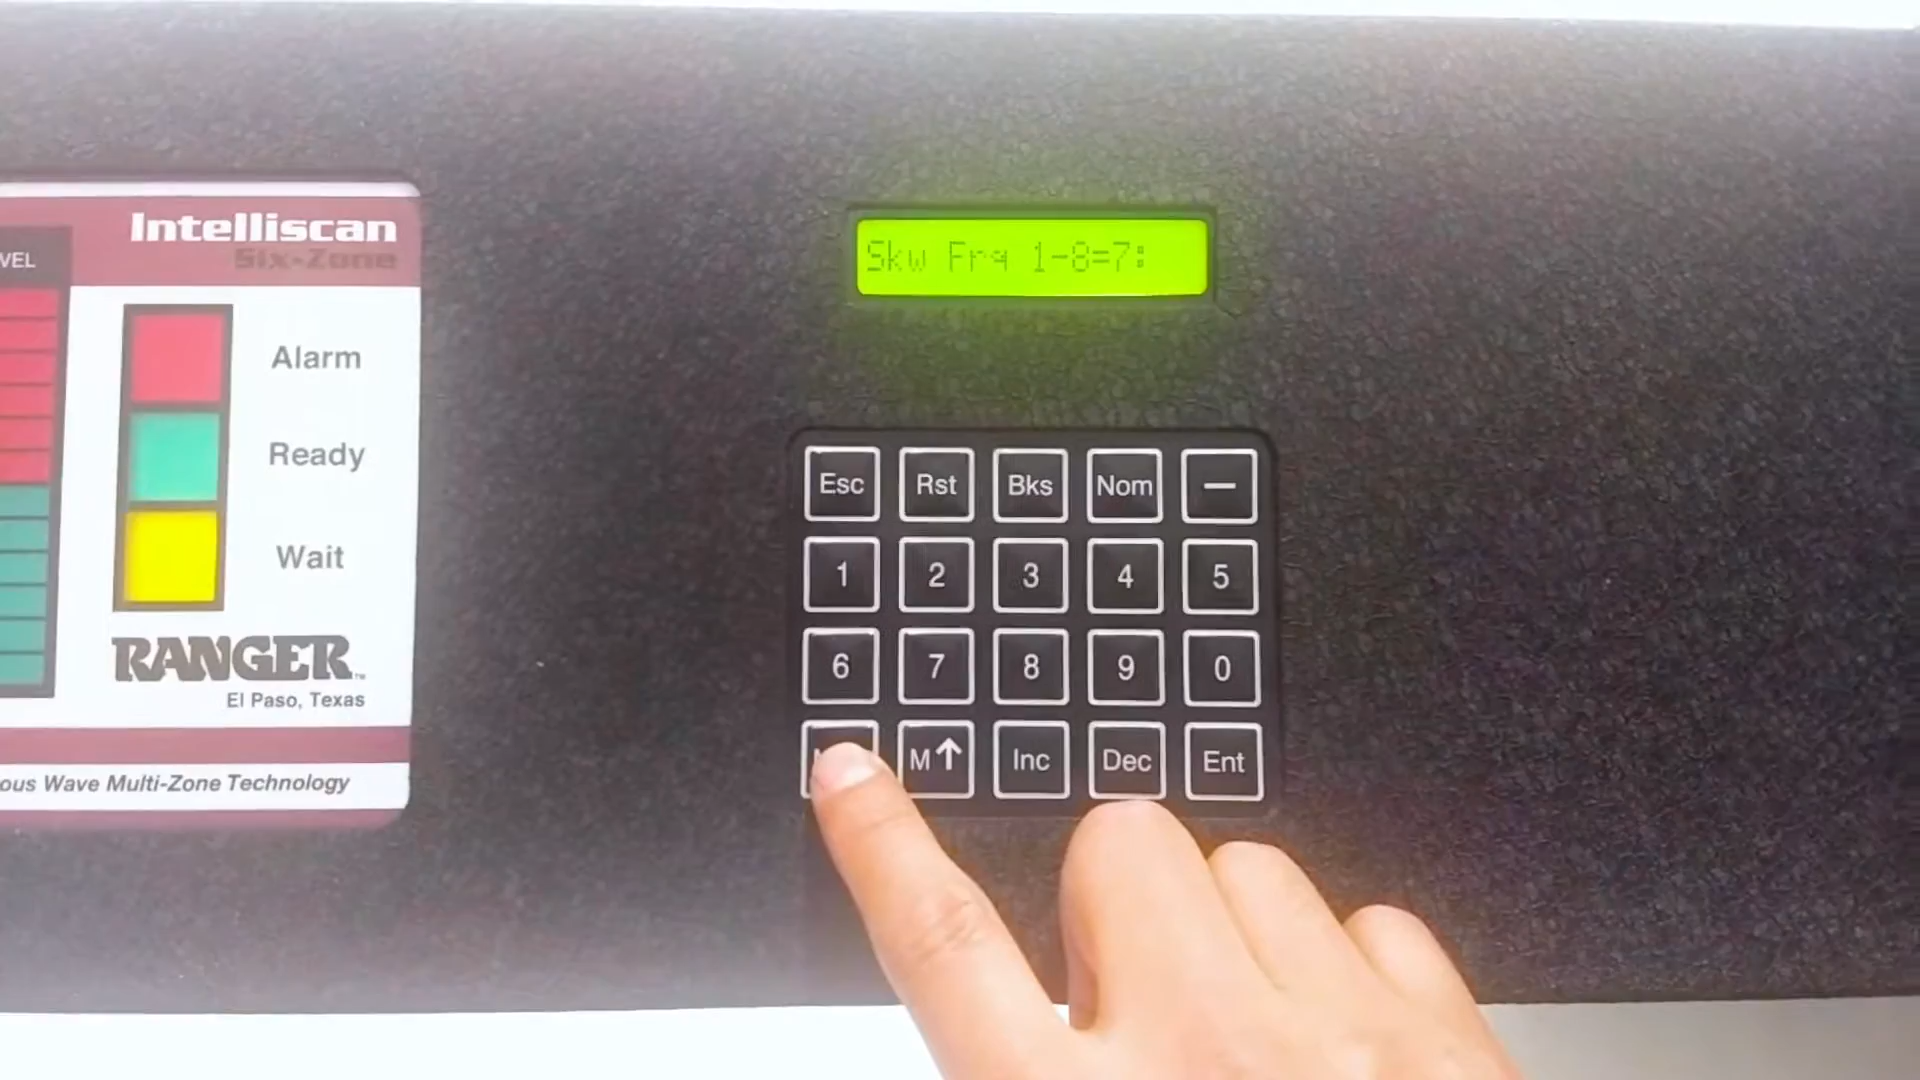 VEL
Intelliscan
Six-Zone
Alarm
Ready
Wait
RANGER™
El Paso, Texas
ous Wave Multi-Zone Technology
Skw Frq 1-8=7:
Esc Rst Bks Nom —
1 2 3 4 5
6 7 8 9 0
M↑ Inc Dec Ent